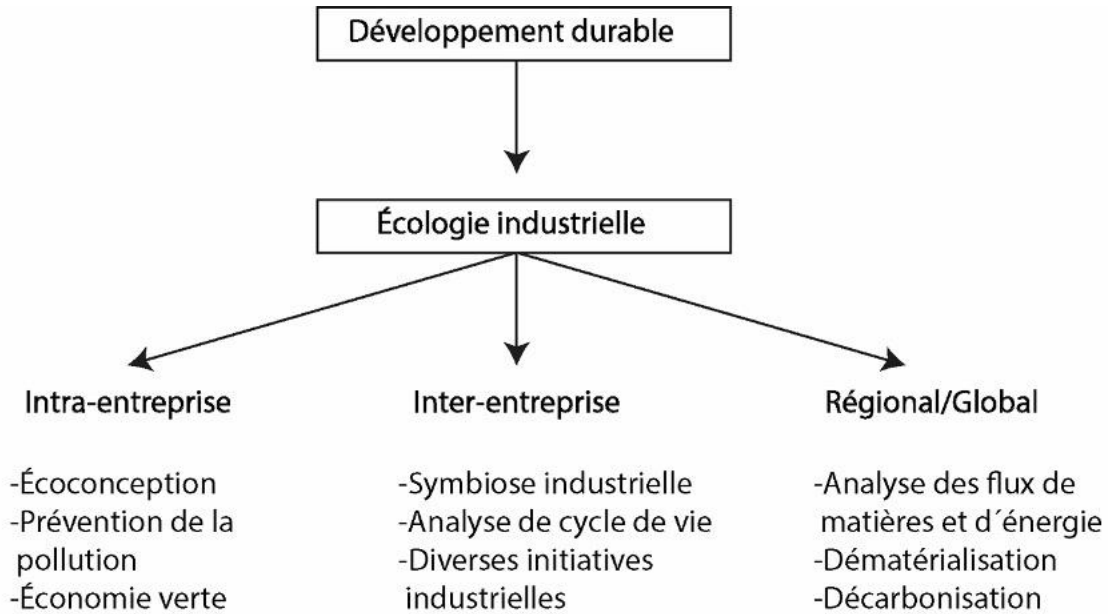 Développement durable
Écologie industrielle
Intra-entreprise
-Écoconception
-Prévention de la
pollution
-Économie verte
Inter-entreprise
-Symbiose industrielle
-Analyse de cycle de vie
-Diverses initiatives
industrielles
Régional/Global
-Analyse des flux de
matières et d´énergie
-Dématérialisation
-Décarbonisation